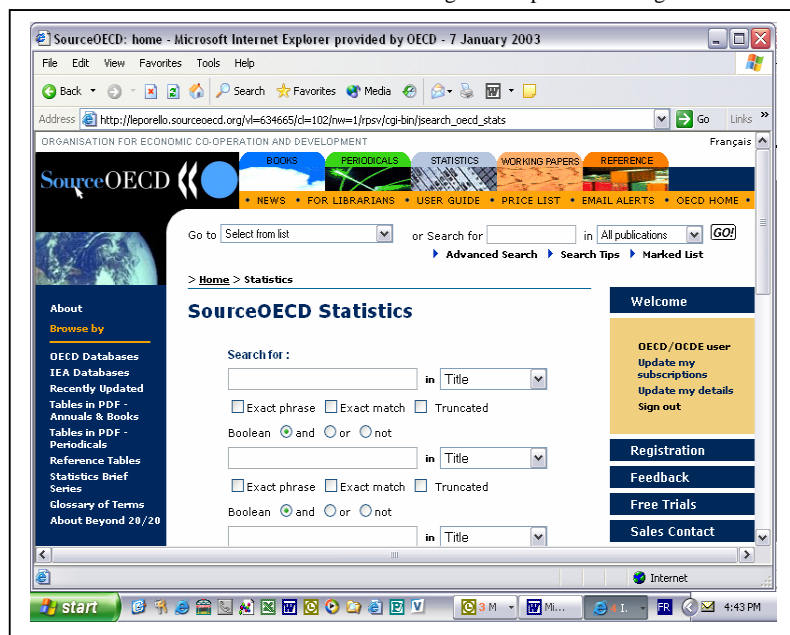 SourceOECD: home - Microsoft Internet Explorer provided by OECD - 7 January 2003
File Edit View Favorites Tools Help
Back Search Favorites Media
Address http://leporello.sourceoecd.org/vl=634665/cl=102/nw=1/rpsv/cgi-bin/jsearch_oecd_stats Go Links »
ORGANISATION FOR ECONOMIC CO-OPERATION AND DEVELOPMENT Français
SourceOECD BOOKS PERIODICALS STATISTICS WORKING PAPERS REFERENCE
• NEWS • FOR LIBRARIANS • USER GUIDE • PRICE LIST • EMAIL ALERTS • OECD HOME •
Go to Select from list or Search for in All publications GO!
Advanced Search Search Tips Marked List
> Home > Statistics
SourceOECD Statistics
Search for :
in Title
Exact phrase Exact match Truncated
Boolean and or not
in Title
Exact phrase Exact match Truncated
Boolean and or not
in Title
About
Browse by
OECD Databases
IEA Databases
Recently Updated
Tables in PDF -
Annuals & Books
Tables in PDF -
Periodicals
Reference Tables
Statistics Brief
Series
Glossary of Terms
About Beyond 20/20
Welcome
OECD/OCDE user
Update my
subscriptions
Update my details
Sign out
Registration
Feedback
Free Trials
Sales Contact
Internet
start 3 M Mi... I. FR 4:43 PM